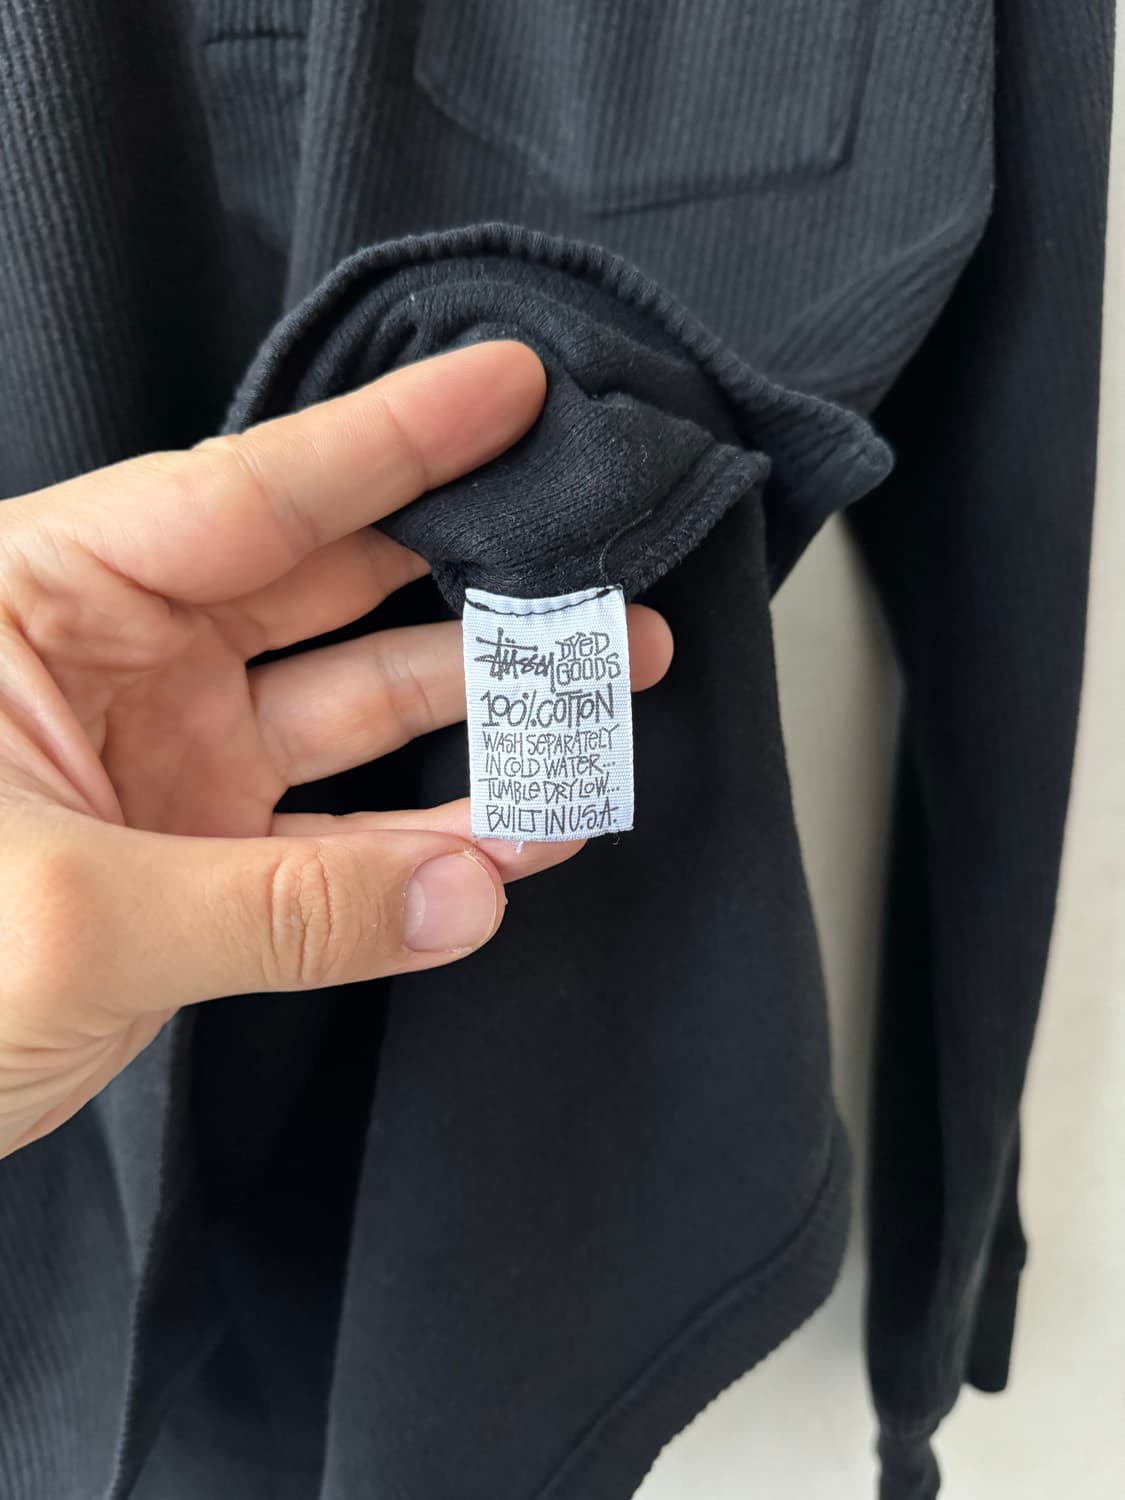 Stüssy DYED GOODS
100% COTTON
WASH SEPARATELY
IN COLD WATER...
TUMBLE DRY LOW...
BUILT IN U.S.A.